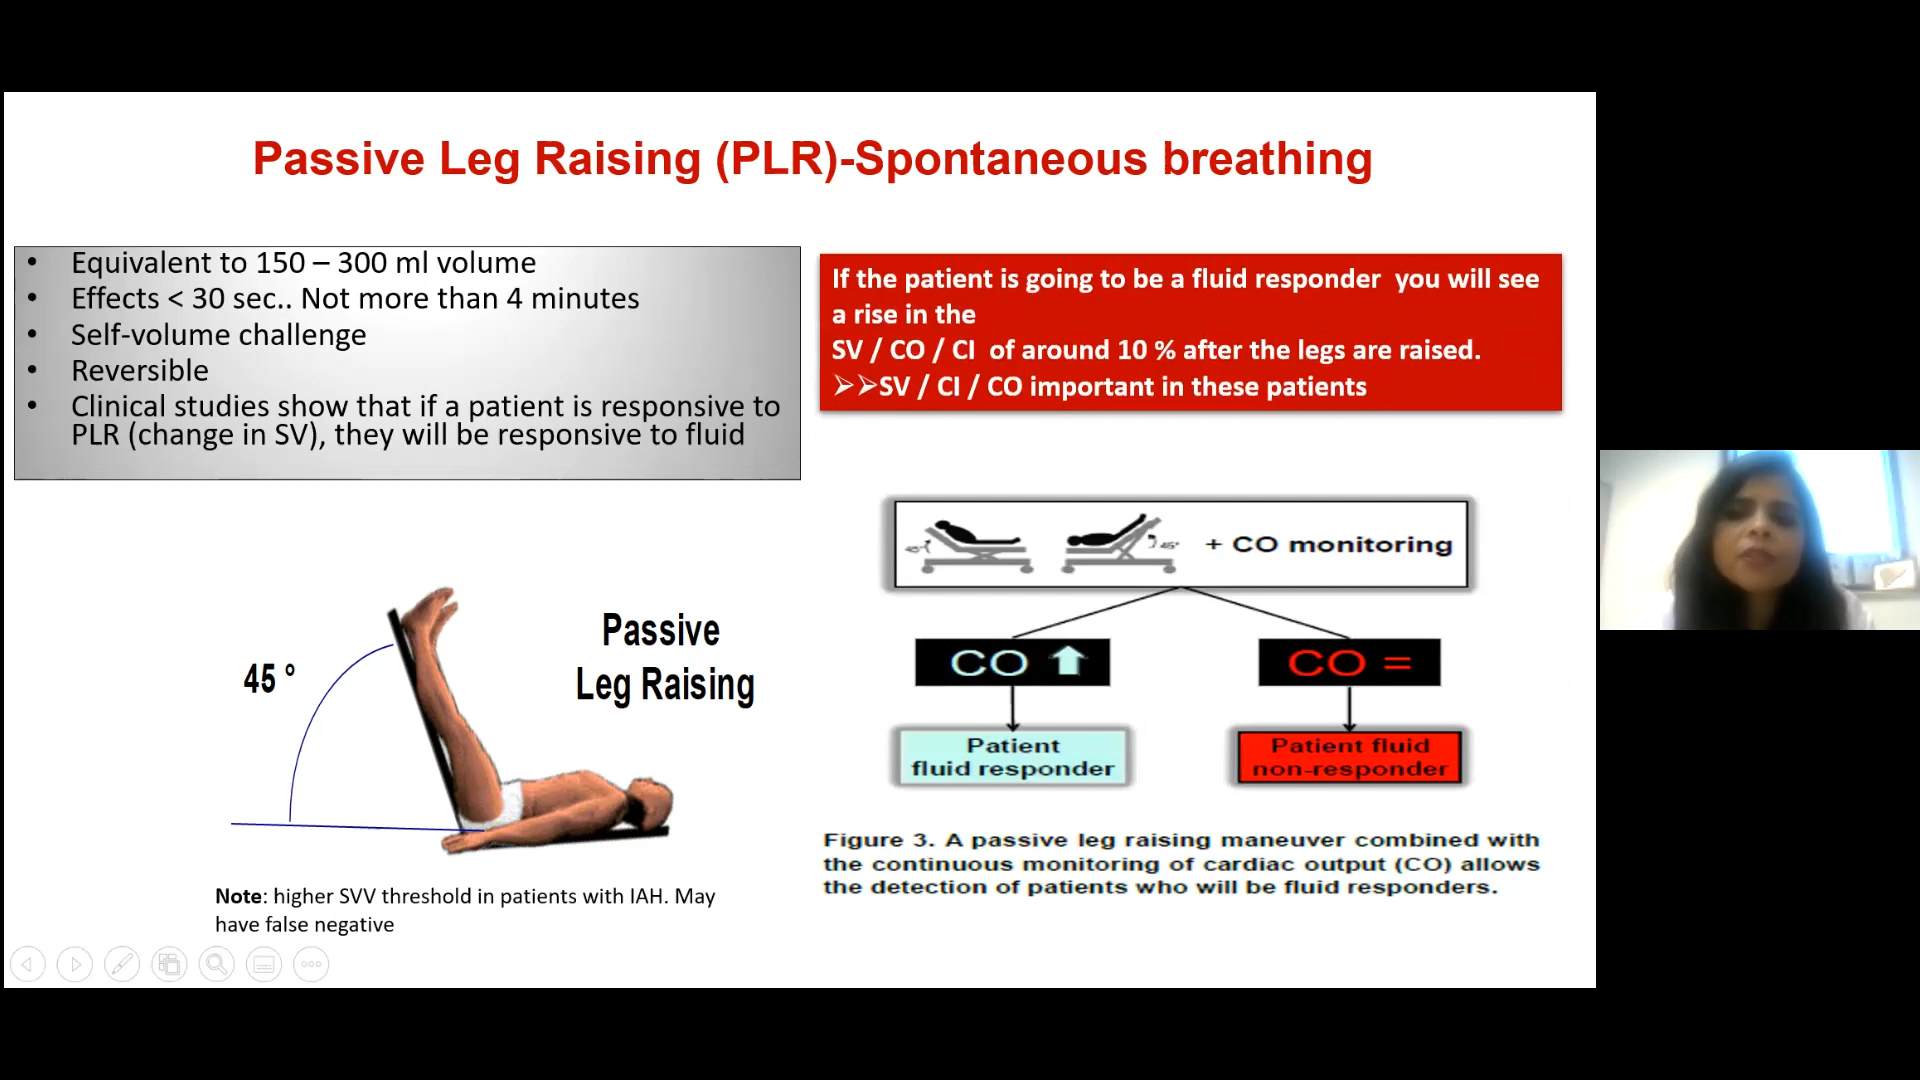 Passive Leg Raising (PLR)-Spontaneous breathing
• Equivalent to 150 – 300 ml volume
• Effects < 30 sec.. Not more than 4 minutes
• Self-volume challenge
• Reversible
• Clinical studies show that if a patient is responsive to
PLR (change in SV), they will be responsive to fluid
If the patient is going to be a fluid responder you will see
a rise in the
SV / CO / CI of around 10 % after the legs are raised.
➢➢SV / CI / CO important in these patients
45 °
Passive
Leg Raising
Note: higher SVV threshold in patients with IAH. May
have false negative
45°
+ CO monitoring
CO ⬆
CO =
Patient
fluid responder
Patient fluid
non-responder
Figure 3. A passive leg raising maneuver combined with
the continuous monitoring of cardiac output (CO) allows
the detection of patients who will be fluid responders.